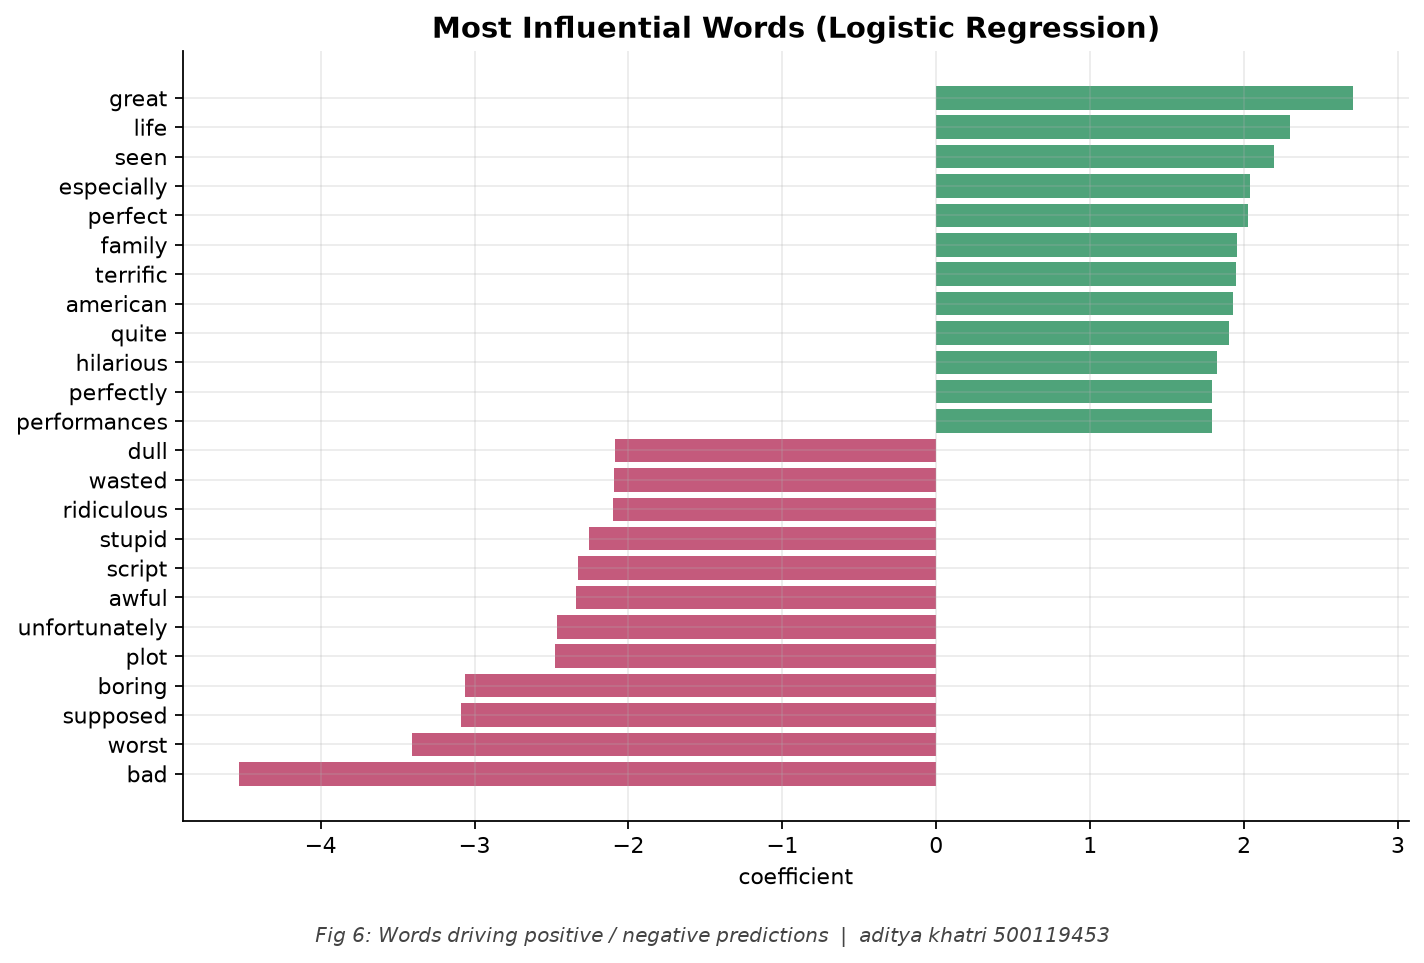 Most Influential Words (Logistic Regression)
great
life
seen
especially
perfect
family
terrific
american
quite
hilarious
perfectly
performances
dull
wasted
ridiculous
stupid
script
awful
unfortunately
plot
boring
supposed
worst
bad
−4 −3 −2 −1 0 1 2 3
coefficient
Fig 6: Words driving positive / negative predictions | aditya khatri 500119453